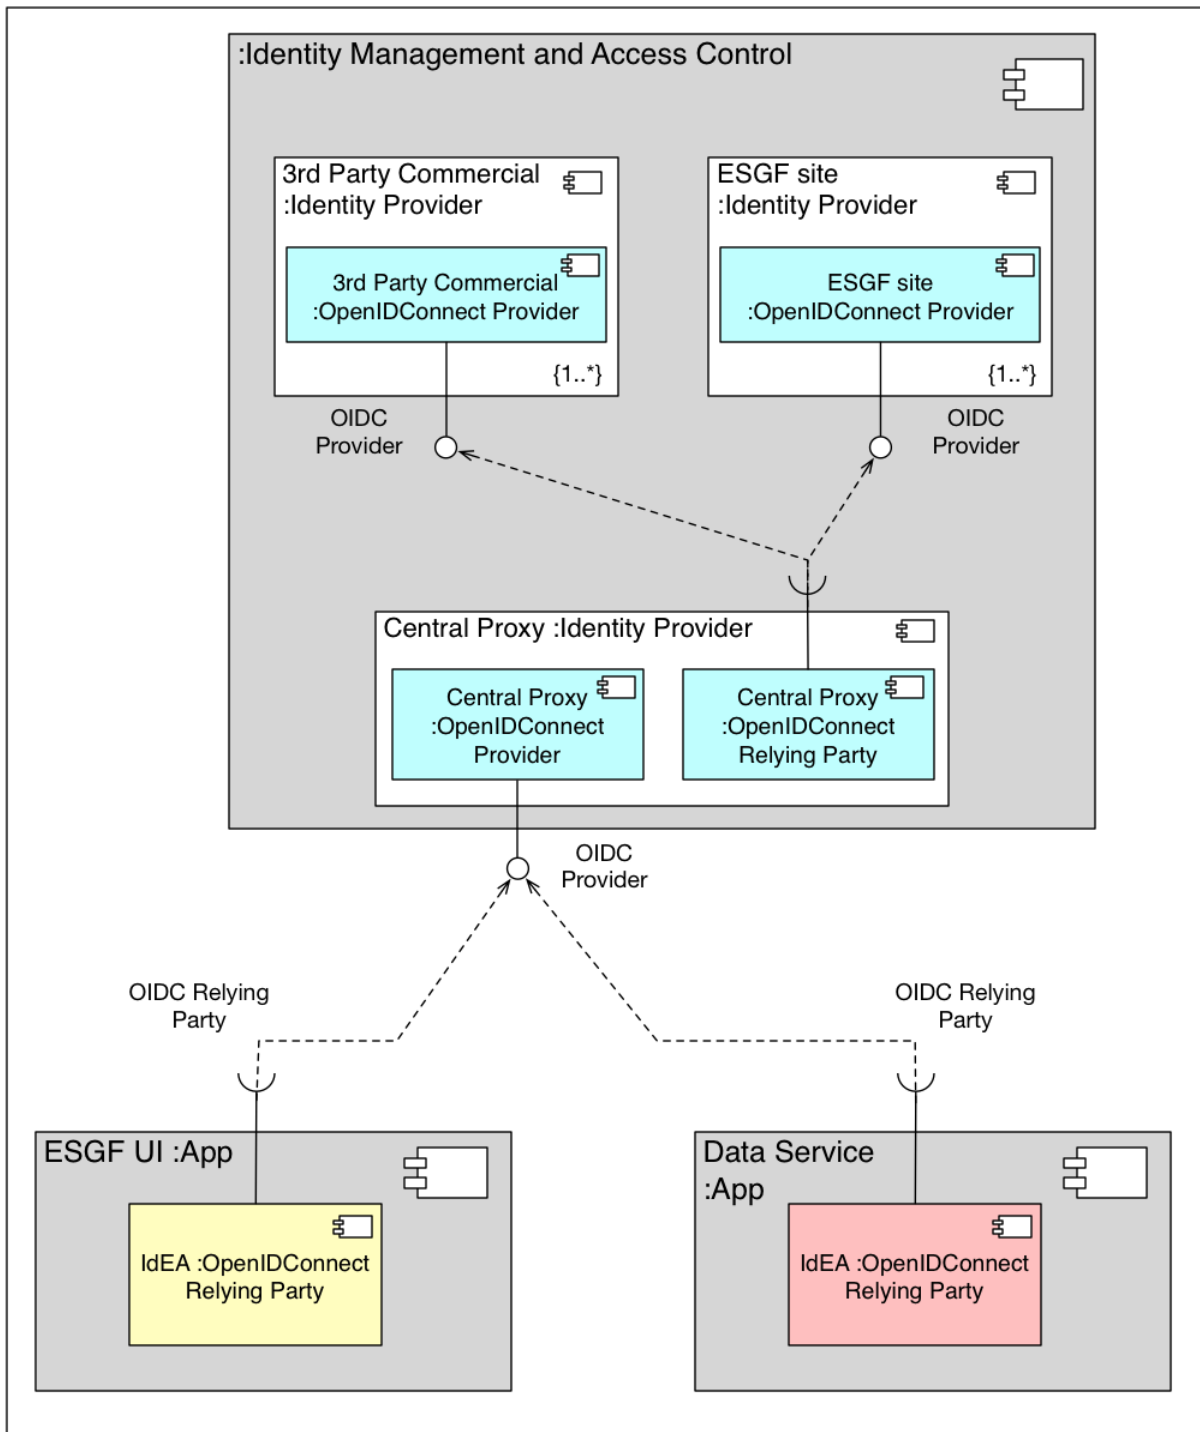 :Identity Management and Access Control
3rd Party Commercial
:Identity Provider
3rd Party Commercial
:OpenIDConnect Provider
{1..*}
ESGF site
:Identity Provider
ESGF site
:OpenIDConnect Provider
{1..*}
OIDC
Provider
OIDC
Provider
Central Proxy :Identity Provider
Central Proxy
:OpenIDConnect
Provider
Central Proxy
:OpenIDConnect
Relying Party
OIDC
Provider
OIDC Relying
Party
OIDC Relying
Party
ESGF UI :App
IdEA :OpenIDConnect
Relying Party
Data Service
:App
IdEA :OpenIDConnect
Relying Party